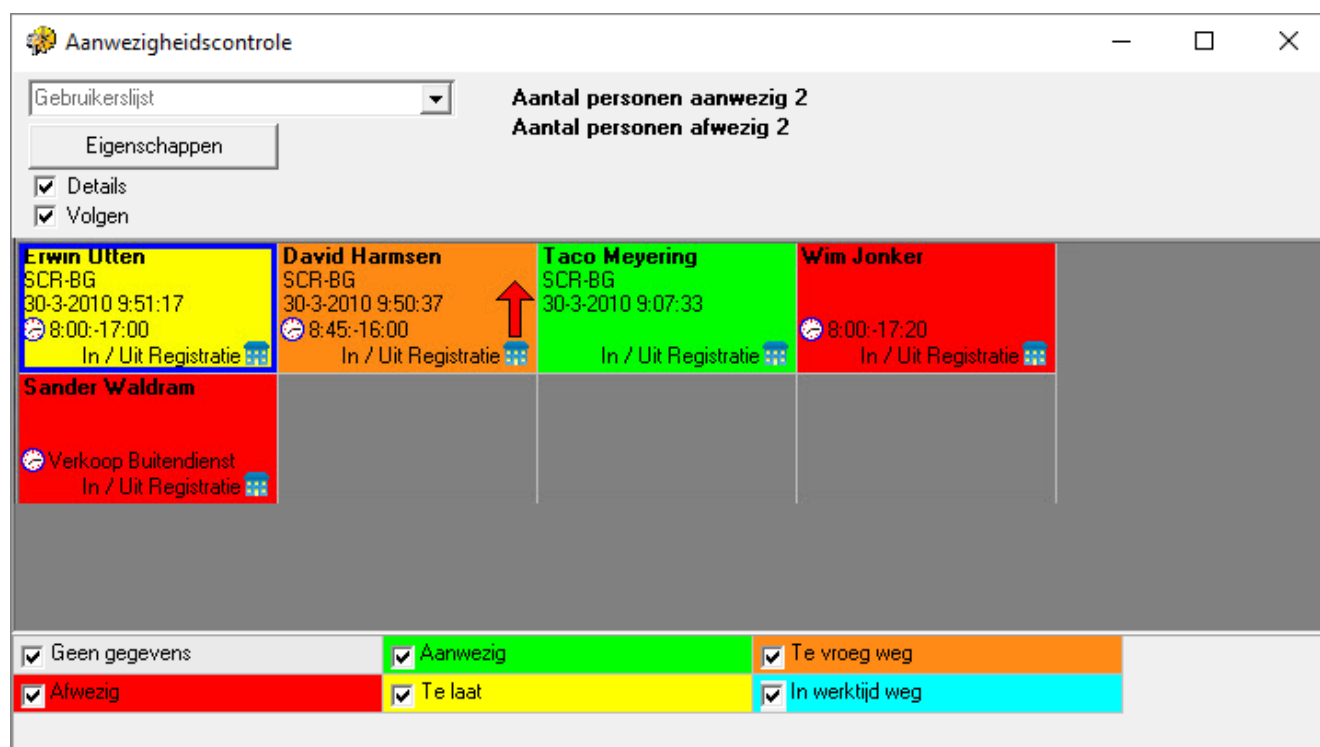 Aanwezigheidscontrole
Gebruikerslijst
Aantal personen aanwezig 2
Aantal personen afwezig 2
Eigenschappen
Details
Volgen
Erwin Utten
SCR-BG
30-3-2010 9:51:17
8:00:-17:00
In / Uit Registratie
David Harmsen
SCR-BG
30-3-2010 9:50:37
8:45:-16:00
In / Uit Registratie
Taco Meyering
SCR-BG
30-3-2010 9:07:33
In / Uit Registratie
Wim Jonker
8:00:-17:20
In / Uit Registratie
Sander Waldram
Verkoop Buitendienst
In / Uit Registratie
Geen gegevens
Aanwezig
Te vroeg weg
Afwezig
Te laat
In werktijd weg